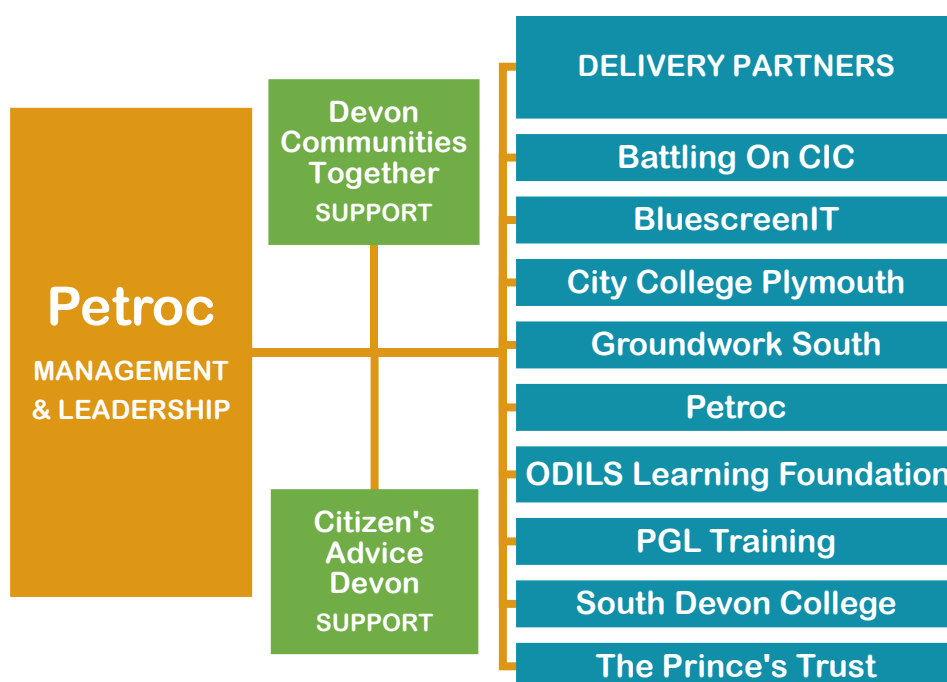 Petroc
MANAGEMENT
& LEADERSHIP
Devon
Communities
Together
SUPPORT
Citizen's
Advice
Devon
SUPPORT
DELIVERY PARTNERS
Battling On CIC
BluescreenIT
City College Plymouth
Groundwork South
Petroc
ODILS Learning Foundation
PGL Training
South Devon College
The Prince's Trust